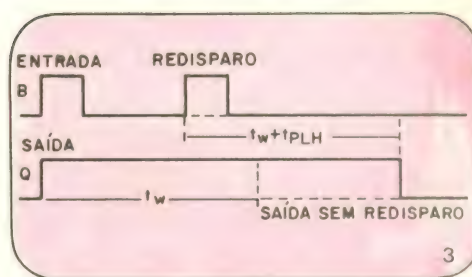 ENTRADA REDISPARO
B
tw+tPLH
SAÍDA
Q
tw
SAÍDA SEM REDISPARO
3